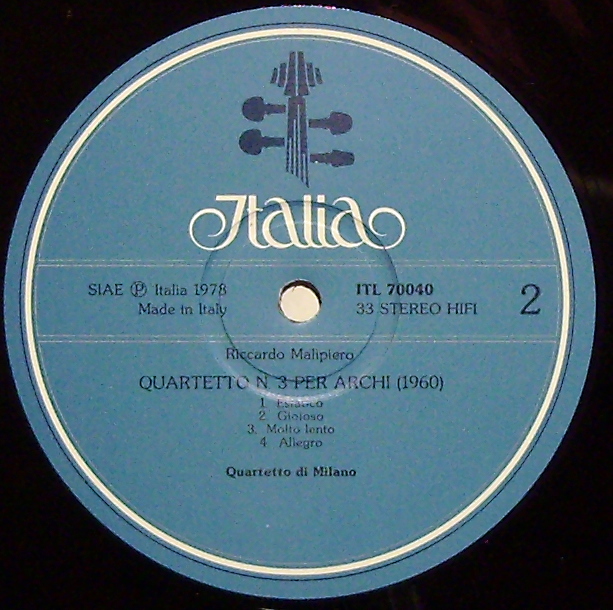 Italia
SIAE Ⓟ Italia 1978
Made in Italy
ITL 70040
33 STEREO HIFI
2
Riccardo Malipiero
QUARTETTO N 3 PER ARCHI (1960)
1 Estatico
2 Gioioso
3. Molto lento
4 Allegro
Quartetto di Milano